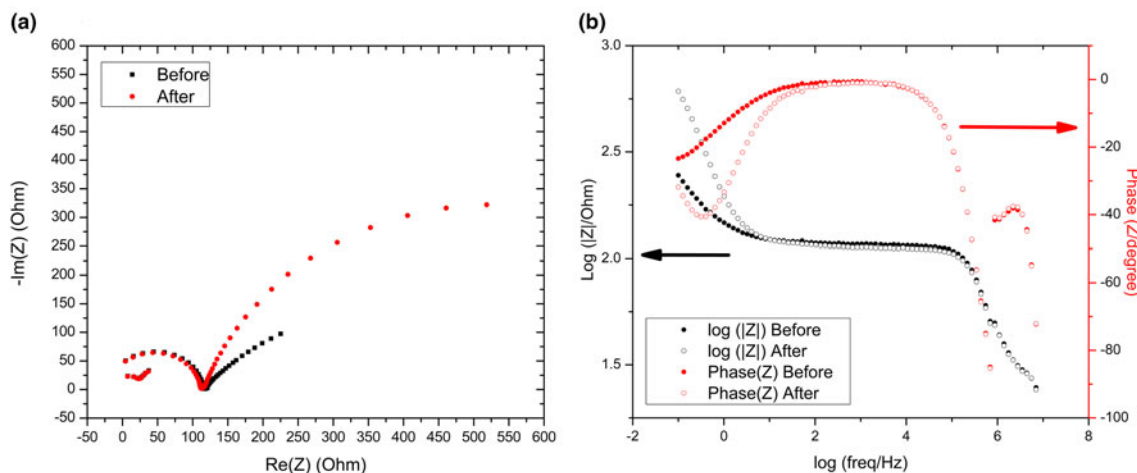 (a)
600
550
500
450
400
350
300
250
200
150
100
50
0
-50
-Im(Z) (Ohm)
Before
After
-50 0 50 100 150 200 250 300 350 400 450 500 550 600
Re(Z) (Ohm)
(b)
3.0
2.5
2.0
1.5
Log (|Z|/Ohm)
log (|Z|) Before
log (|Z|) After
Phase(Z) Before
Phase(Z) After
0
-20
-40
-60
-80
-100
Phase (Z/degree)
-2 0 2 4 6 8
log (freq/Hz)